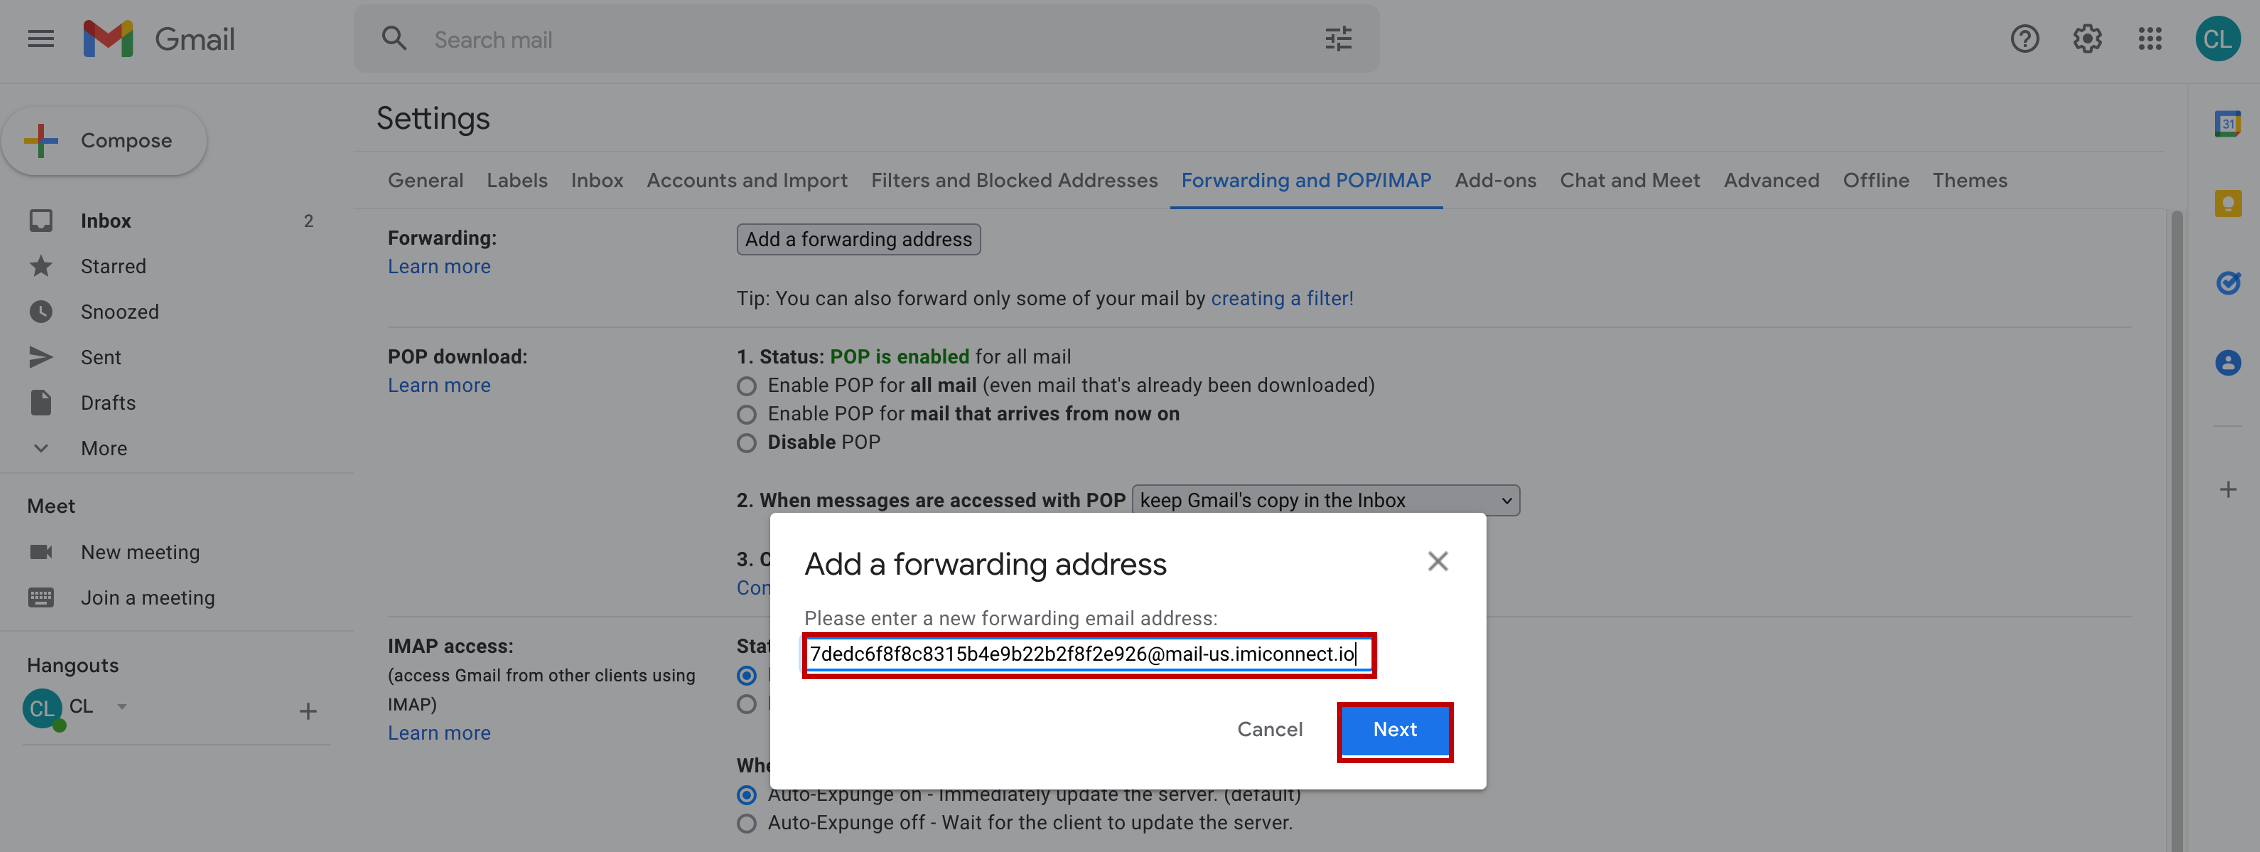 Gmail
Search mail
CL
Compose
Inbox 2
Starred
Snoozed
Sent
Drafts
More
Meet
New meeting
Join a meeting
Hangouts
CL CL
Settings
General Labels Inbox Accounts and Import Filters and Blocked Addresses Forwarding and POP/IMAP Add-ons Chat and Meet Advanced Offline Themes
Forwarding:
Learn more
Add a forwarding address
Tip: You can also forward only some of your mail by creating a filter!
POP download:
Learn more
1. Status: POP is enabled for all mail
Enable POP for all mail (even mail that's already been downloaded)
Enable POP for mail that arrives from now on
Disable POP
2. When messages are accessed with POP keep Gmail's copy in the Inbox
3.
IMAP access:
(access Gmail from other clients using
IMAP)
Learn more
Auto-Expunge on - Immediately update the server. (default)
Auto-Expunge off - Wait for the client to update the server.
Add a forwarding address
Please enter a new forwarding email address:
7dedc6f8f8c8315b4e9b22b2f8f2e926@mail-us.imiconnect.io
Cancel Next
31